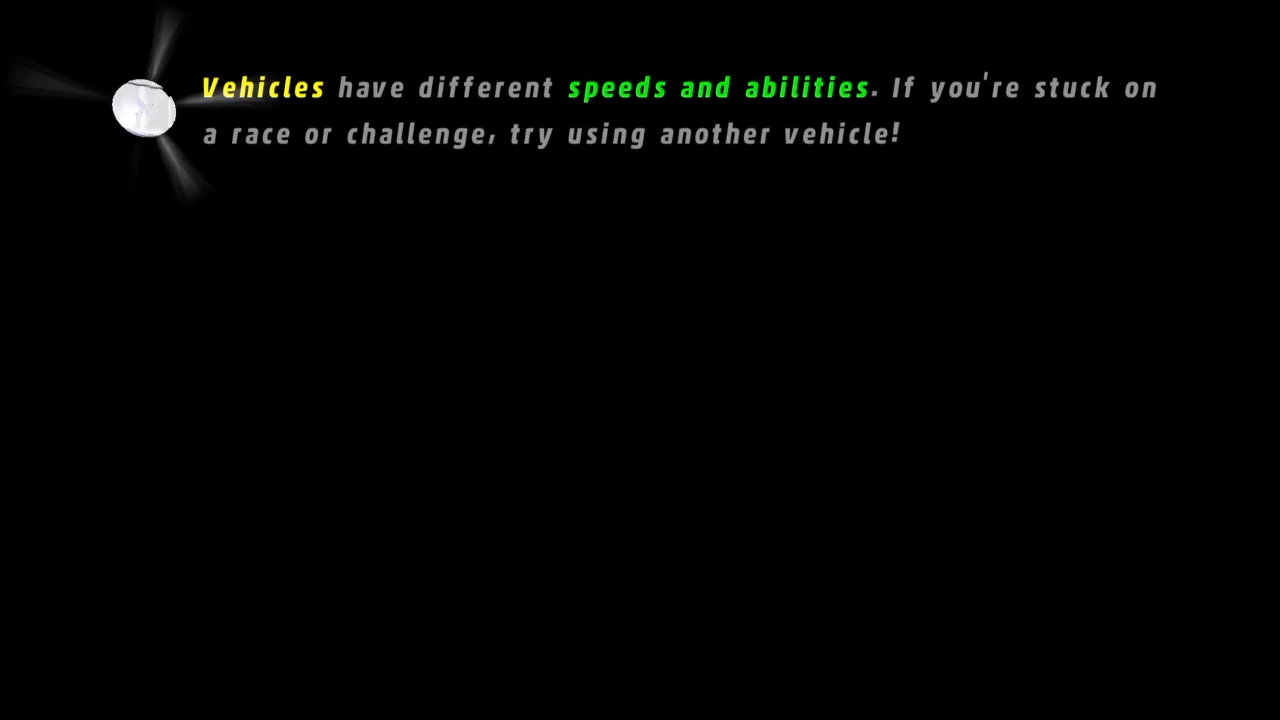 Vehicles have different speeds and abilities. If you're stuck on
a race or challenge, try using another vehicle!